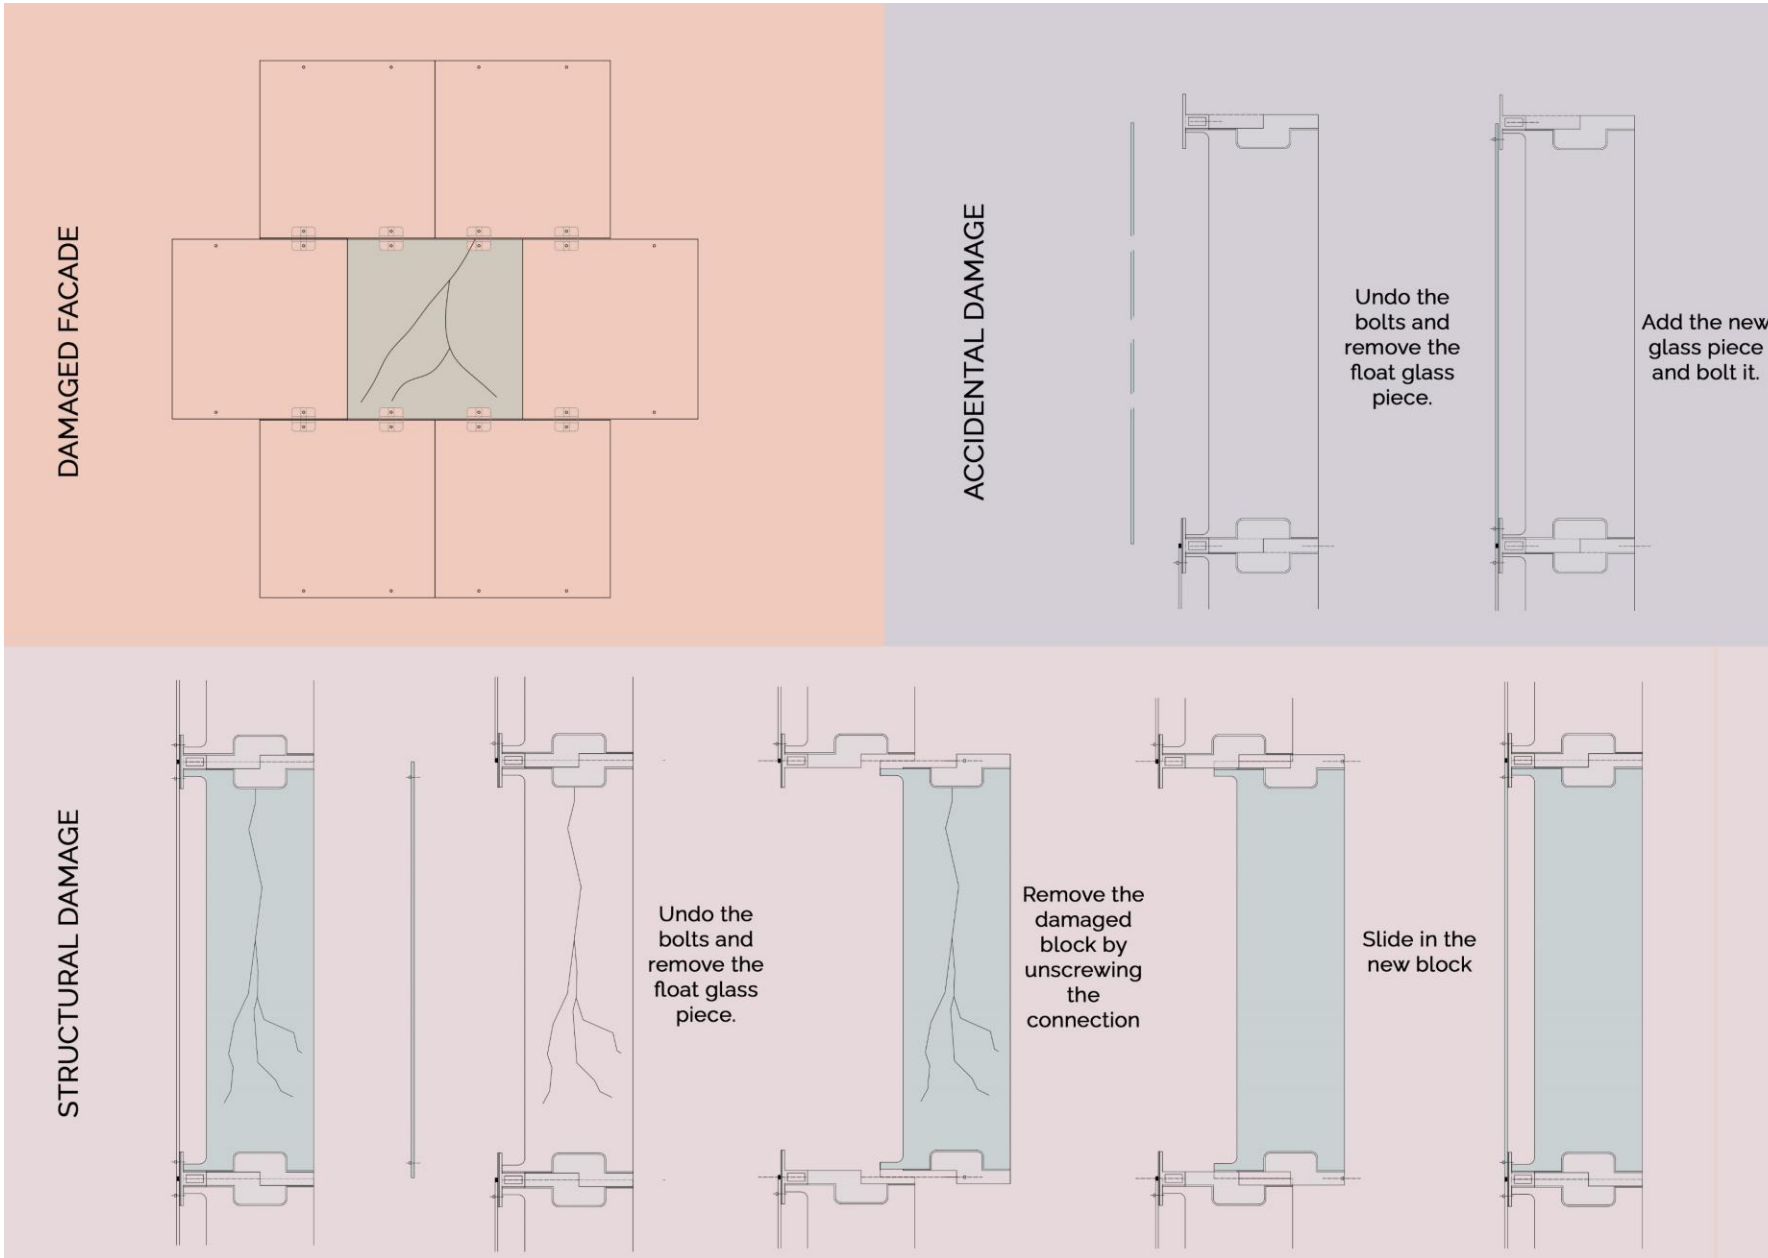 DAMAGED FACADE
ACCIDENTAL DAMAGE
Undo the
bolts and
remove the
float glass
piece.
Add the new
glass piece
and bolt it.
STRUCTURAL DAMAGE
Undo the
bolts and
remove the
float glass
piece.
Remove the
damaged
block by
unscrewing
the
connection
Slide in the
new block